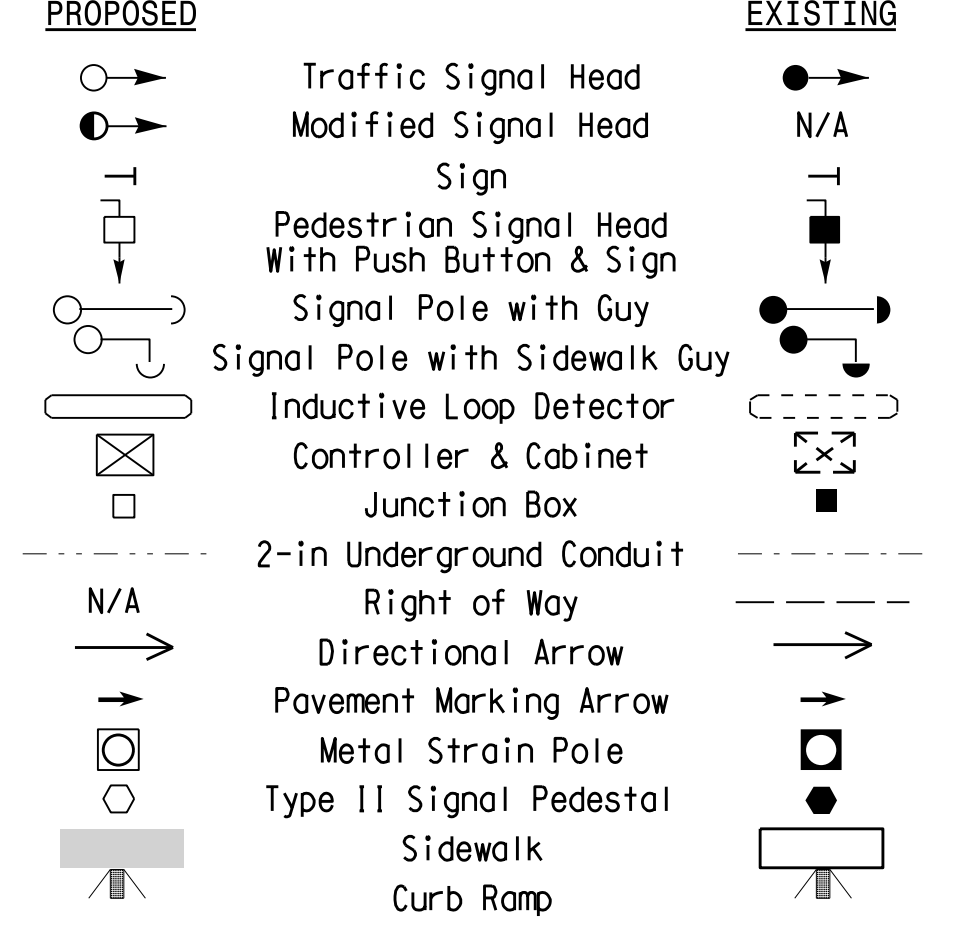 PROPOSED EXISTING
Traffic Signal Head
Modified Signal Head N/A
Sign
Pedestrian Signal Head
With Push Button & Sign
Signal Pole with Guy
Signal Pole with Sidewalk Guy
Inductive Loop Detector
Controller & Cabinet
Junction Box
2-in Underground Conduit
N/A Right of Way
Directional Arrow
Pavement Marking Arrow
Metal Strain Pole
Type II Signal Pedestal
Sidewalk
Curb Ramp